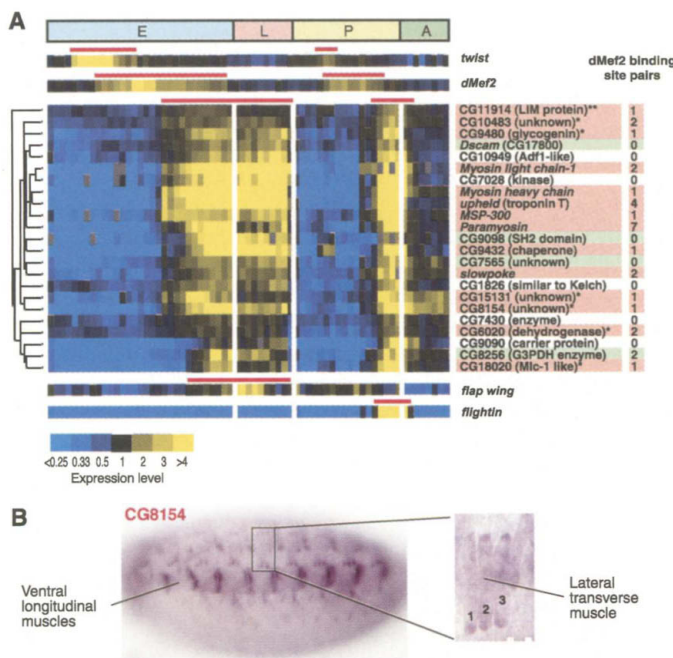 A
E L P A
twist
dMef2
dMef2 binding
site pairs
CG11914 (LIM protein)** 1
CG10483 (unknown)* 2
CG9480 (glycogenin)* 1
Dscam (CG17800) 0
CG10949 (Adf1-like) 0
Myosin light chain-1 2
CG7028 (kinase) 0
Myosin heavy chain 1
upheld (troponin T) 4
MSP-300 1
Paramyosin 7
CG9098 (SH2 domain) 0
CG9432 (chaperone) 1
CG7565 (unknown) 0
slowpoke 2
CG1826 (similar to Kelch) 0
CG15131 (unknown)* 1
CG8154 (unknown)* 1
CG7430 (enzyme) 0
CG6020 (dehydrogenase)* 2
CG9090 (carrier protein) 0
CG8256 (G3PDH enzyme) 2
CG18020 (Mlc-1 like)* 1
flap wing
flightin
<0.25 0.33 0.5 1 2 3 >4
Expression level
B
CG8154
Ventral
longitudinal
muscles
1 2 3
Lateral
transverse
muscle